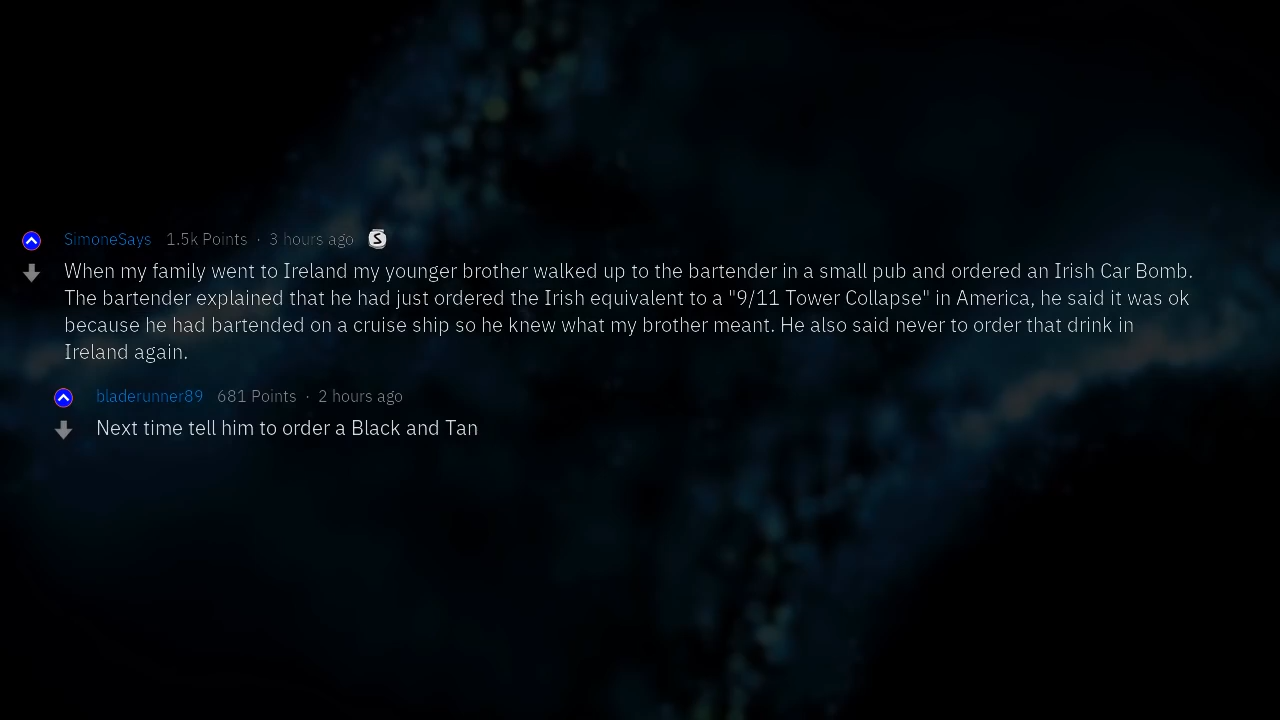 SimoneSays 1.5k Points · 3 hours ago S
When my family went to Ireland my younger brother walked up to the bartender in a small pub and ordered an Irish Car Bomb.
The bartender explained that he had just ordered the Irish equivalent to a "9/11 Tower Collapse" in America, he said it was ok
because he had bartended on a cruise ship so he knew what my brother meant. He also said never to order that drink in
Ireland again.
bladerunner89 681 Points · 2 hours ago
Next time tell him to order a Black and Tan